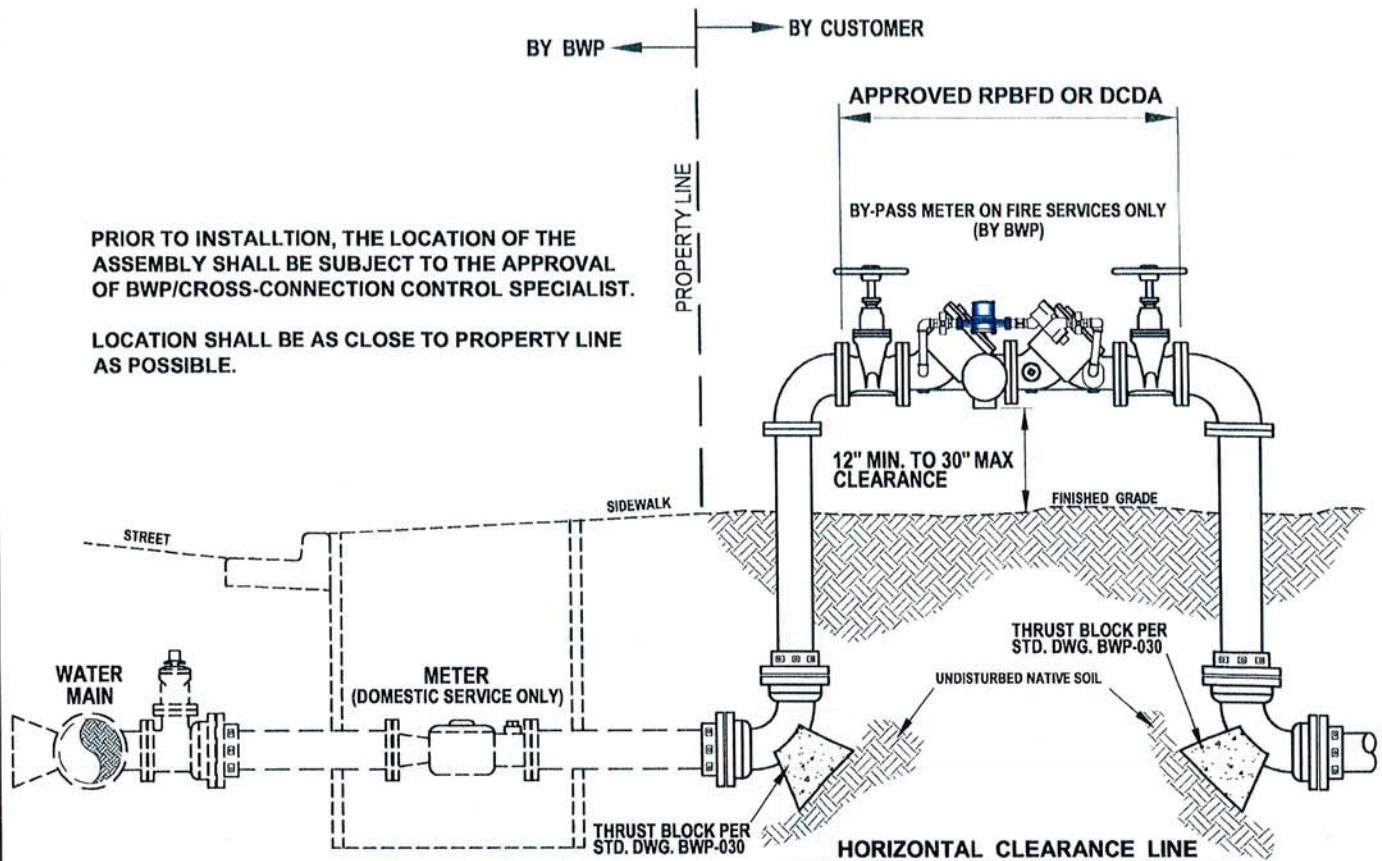 BY BWP
BY CUSTOMER
APPROVED RPBFD OR DCDA
PROPERTY LINE
BY-PASS METER ON FIRE SERVICES ONLY
(BY BWP)
PRIOR TO INSTALLTION, THE LOCATION OF THE
ASSEMBLY SHALL BE SUBJECT TO THE APPROVAL
OF BWP/CROSS-CONNECTION CONTROL SPECIALIST.
LOCATION SHALL BE AS CLOSE TO PROPERTY LINE
AS POSSIBLE.
12" MIN. TO 30" MAX
CLEARANCE
SIDEWALK
FINISHED GRADE
STREET
WATER
MAIN
METER
(DOMESTIC SERVICE ONLY)
THRUST BLOCK PER
STD. DWG. BWP-030
UNDISTURBED NATIVE SOIL
THRUST BLOCK PER
STD. DWG. BWP-030
HORIZONTAL CLEARANCE LINE